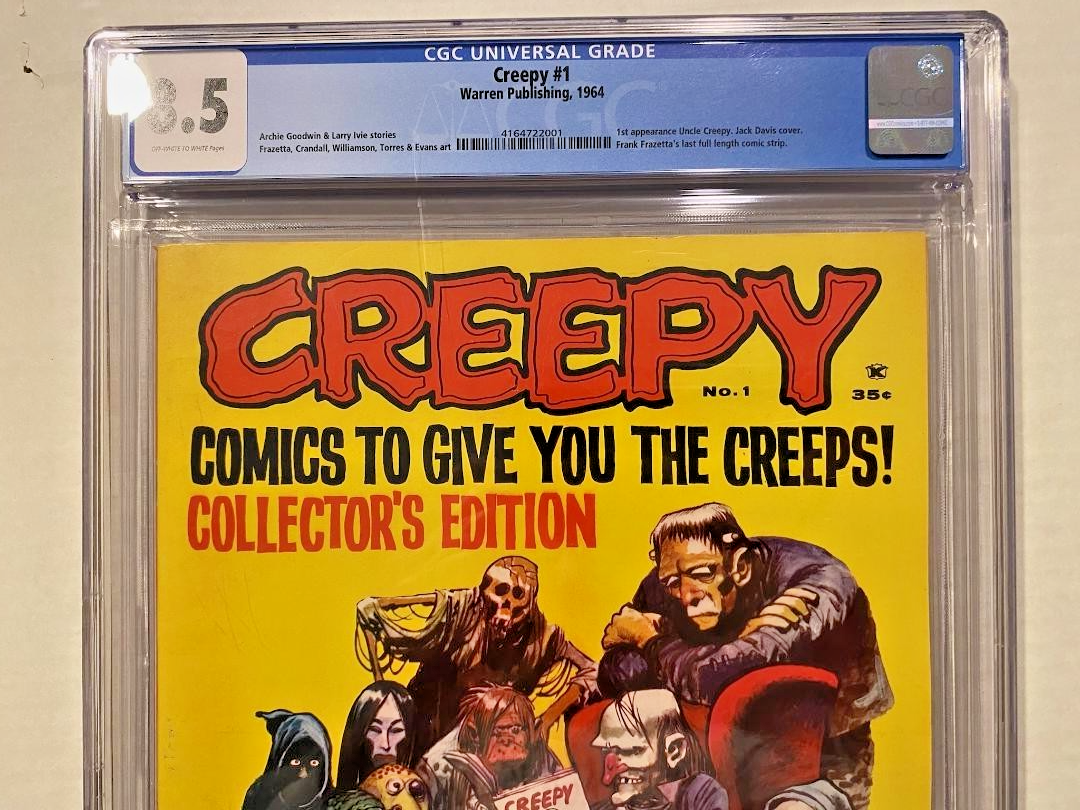 CGC UNIVERSAL GRADE
8.5
OFF-WHITE TO WHITE Pages
Creepy #1
Warren Publishing, 1964
Archie Goodwin & Larry Ivie stories
Frazetta, Crandall, Williamson, Torres & Evans art
4164722001
1st appearance Uncle Creepy. Jack Davis cover.
Frank Frazetta's last full length comic strip.
CGC
CREEPY
No. 1
K
35¢
COMICS TO GIVE YOU THE CREEPS!
COLLECTOR'S EDITION
CREEPY